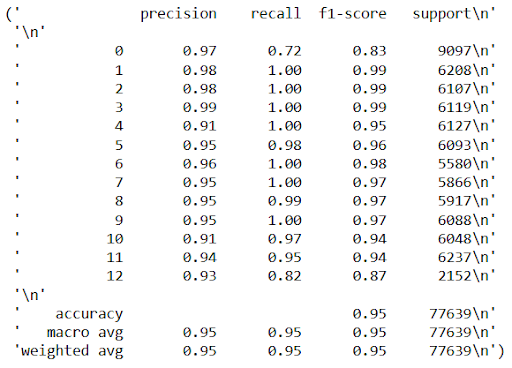 ('              precision    recall  f1-score   support\n'
'\n'
'           0       0.97      0.72      0.83      9097\n'
'           1       0.98      1.00      0.99      6208\n'
'           2       0.98      1.00      0.99      6107\n'
'           3       0.99      1.00      0.99      6119\n'
'           4       0.91      1.00      0.95      6127\n'
'           5       0.95      0.98      0.96      6093\n'
'           6       0.96      1.00      0.98      5580\n'
'           7       0.95      1.00      0.97      5866\n'
'           8       0.95      0.99      0.97      5917\n'
'           9       0.95      1.00      0.97      6088\n'
'          10       0.91      0.97      0.94      6048\n'
'          11       0.94      0.95      0.94      6237\n'
'          12       0.93      0.82      0.87      2152\n'
'\n'
'    accuracy                           0.95     77639\n'
'   macro avg       0.95      0.95      0.95     77639\n'
'weighted avg       0.95      0.95      0.95     77639\n')